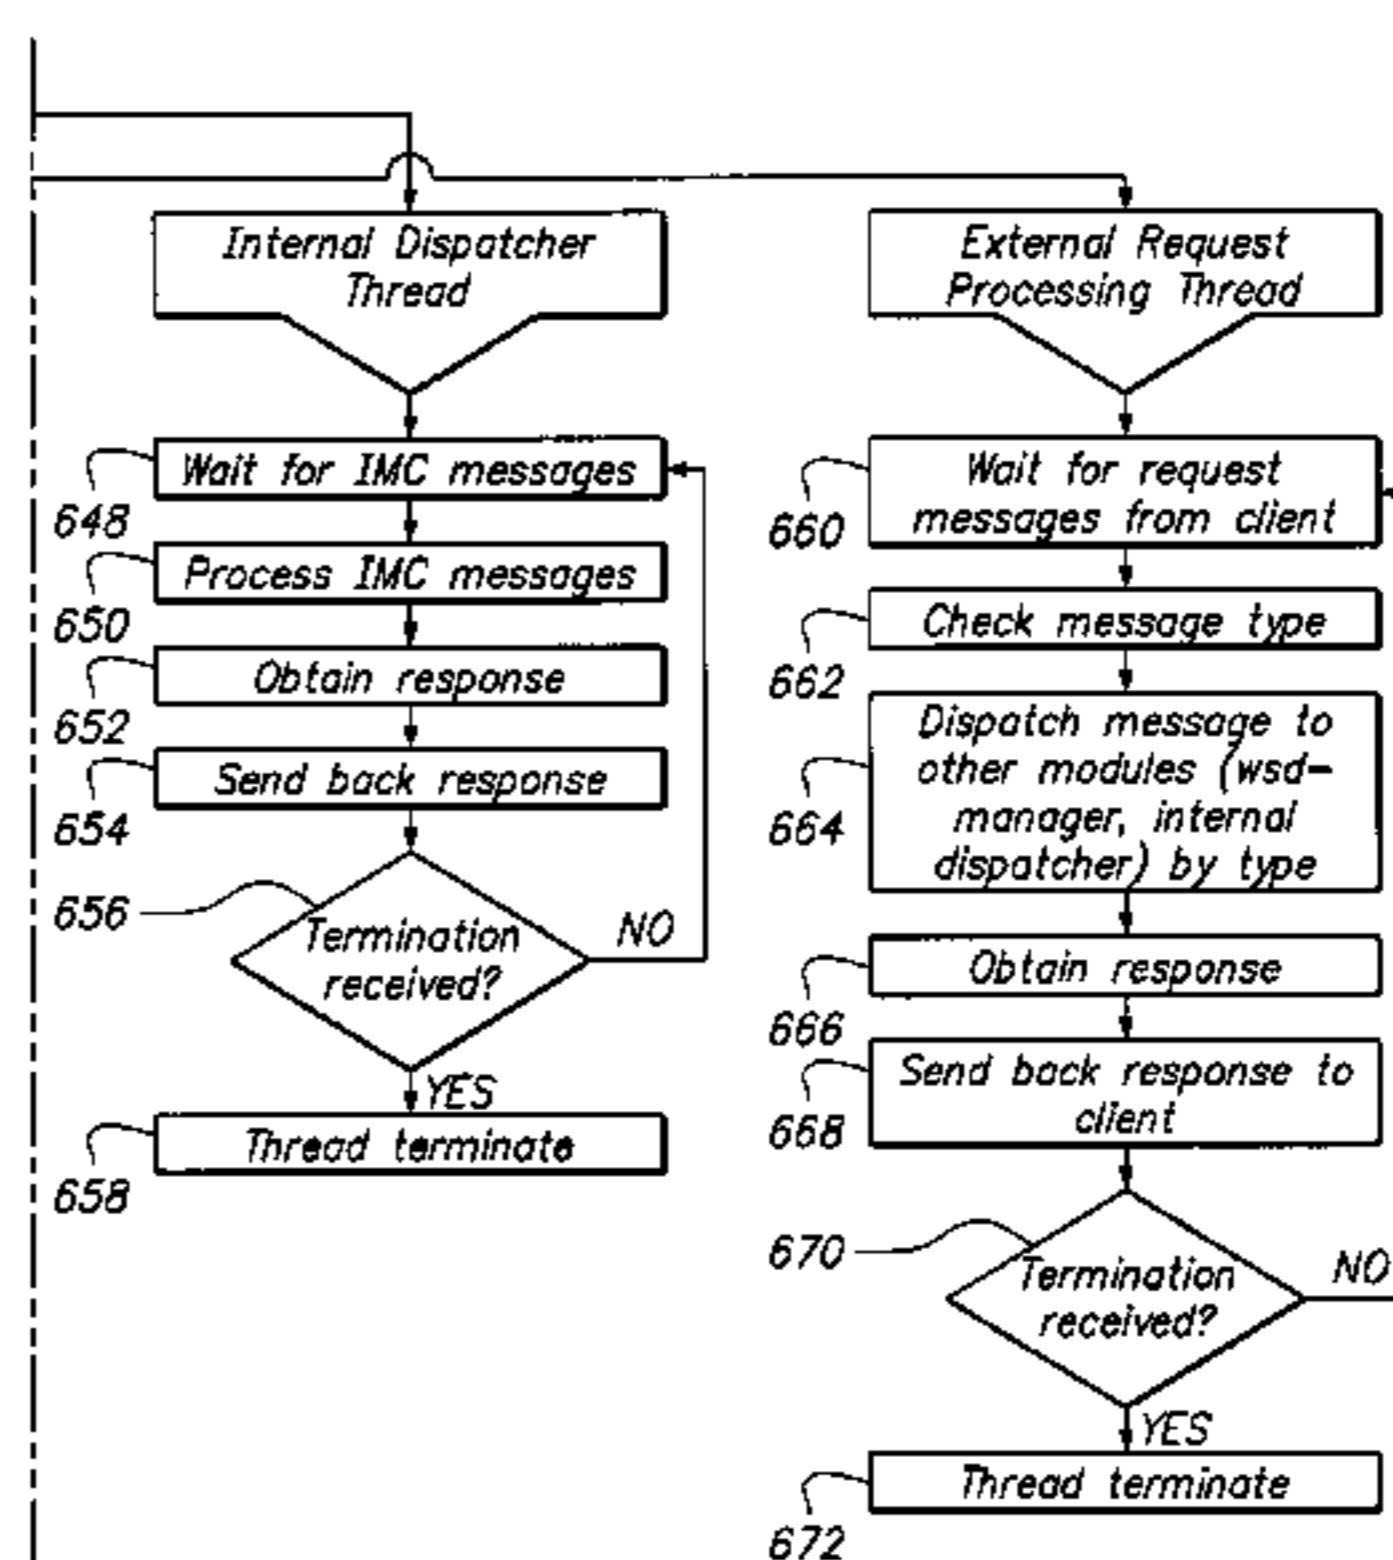 Internal Dispatcher
Thread
Wait for IMC messages
648
Process IMC messages
650
Obtain response
652
Send back response
654
656
Termination
received?
NO
YES
Thread terminate
658
External Request
Processing Thread
Wait for request
messages from client
660
Check message type
662
Dispatch message to
other modules (wsd-
manager, internal
dispatcher) by type
664
Obtain response
666
Send back response to
client
668
670
Termination
received?
NO
YES
Thread terminate
672